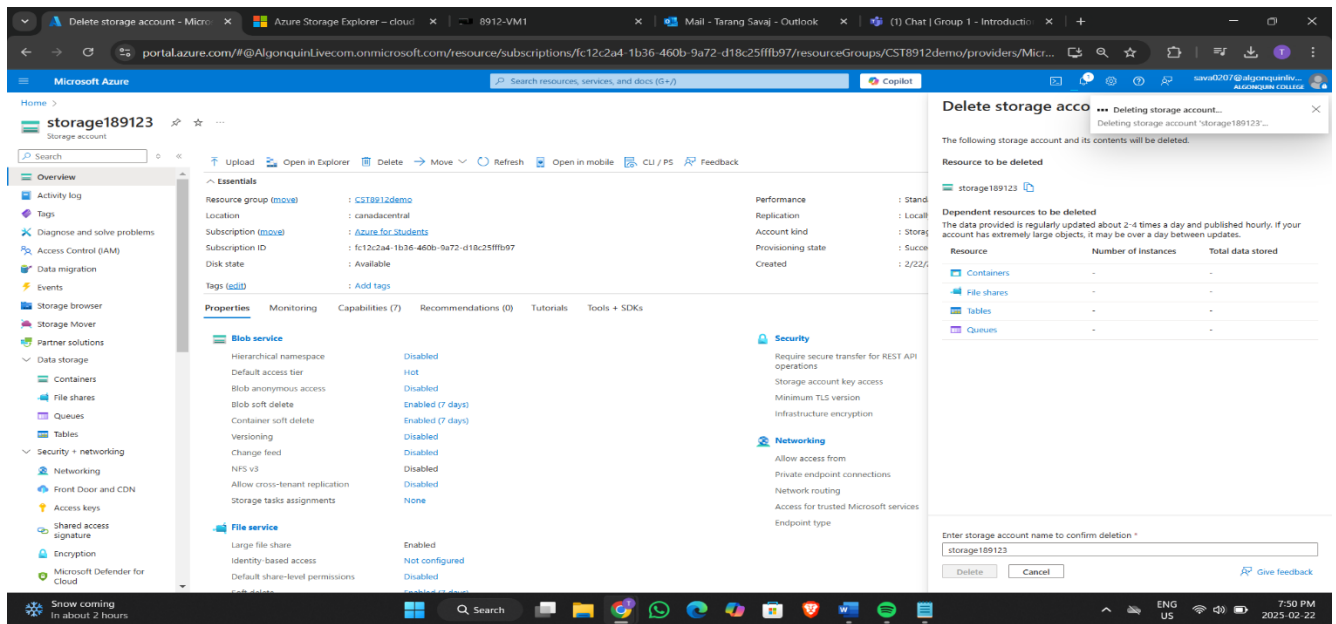 Delete storage account - Micro
Azure Storage Explorer – cloud
8912-VM1
Mail - Tarang Savaj - Outlook
(1) Chat | Group 1 - Introductio
portal.azure.com/#@AlgonquinLivecom.onmicrosoft.com/resource/subscriptions/fc12c2a4-1b36-460b-9a72-d18c25fffb97/resourceGroups/CST8912demo/providers/Micr...
T
Microsoft Azure
Search resources, services, and docs (G+/)
Copilot
1
sava0207@algonquinliv...
ALGONQUIN COLLEGE
Home >
storage189123
Storage account
Search
Overview
Activity log
Tags
Diagnose and solve problems
Access Control (IAM)
Data migration
Events
Storage browser
Storage Mover
Partner solutions
Data storage
Containers
File shares
Queues
Tables
Security + networking
Networking
Front Door and CDN
Access keys
Shared access
signature
Encryption
Microsoft Defender for
Cloud
Upload Open in Explorer Delete Move Refresh Open in mobile CLI / PS Feedback
Essentials
Resource group (move) : CST8912demo
Location : canadacentral
Subscription (move) : Azure for Students
Subscription ID : fc12c2a4-1b36-460b-9a72-d18c25fffb97
Disk state : Available
Tags (edit) : Add tags
Performance : Stand
Replication : Locall
Account kind : Storag
Provisioning state : Succe
Created : 2/22/
Properties Monitoring Capabilities (7) Recommendations (0) Tutorials Tools + SDKs
Blob service
Hierarchical namespace Disabled
Default access tier Hot
Blob anonymous access Disabled
Blob soft delete Enabled (7 days)
Container soft delete Enabled (7 days)
Versioning Disabled
Change feed Disabled
NFS v3 Disabled
Allow cross-tenant replication Disabled
Storage tasks assignments None
File service
Large file share Enabled
Identity-based access Not configured
Default share-level permissions Disabled
Soft delete Enabled (7 days)
Security
Require secure transfer for REST API
operations
Storage account key access
Minimum TLS version
Infrastructure encryption
Networking
Allow access from
Private endpoint connections
Network routing
Access for trusted Microsoft services
Endpoint type
Delete storage acco
Deleting storage account...
Deleting storage account 'storage189123'...
The following storage account and its contents will be deleted.
Resource to be deleted
storage189123
Dependent resources to be deleted
The data provided is regularly updated about 2-4 times a day and published hourly. If your
account has extremely large objects, it may be over a day between updates.
Resource Number of instances Total data stored
Containers - -
File shares - -
Tables - -
Queues - -
Enter storage account name to confirm deletion *
storage189123
Delete Cancel
Give feedback
Snow coming
In about 2 hours
Search
ENG
US
7:50 PM
2025-02-22